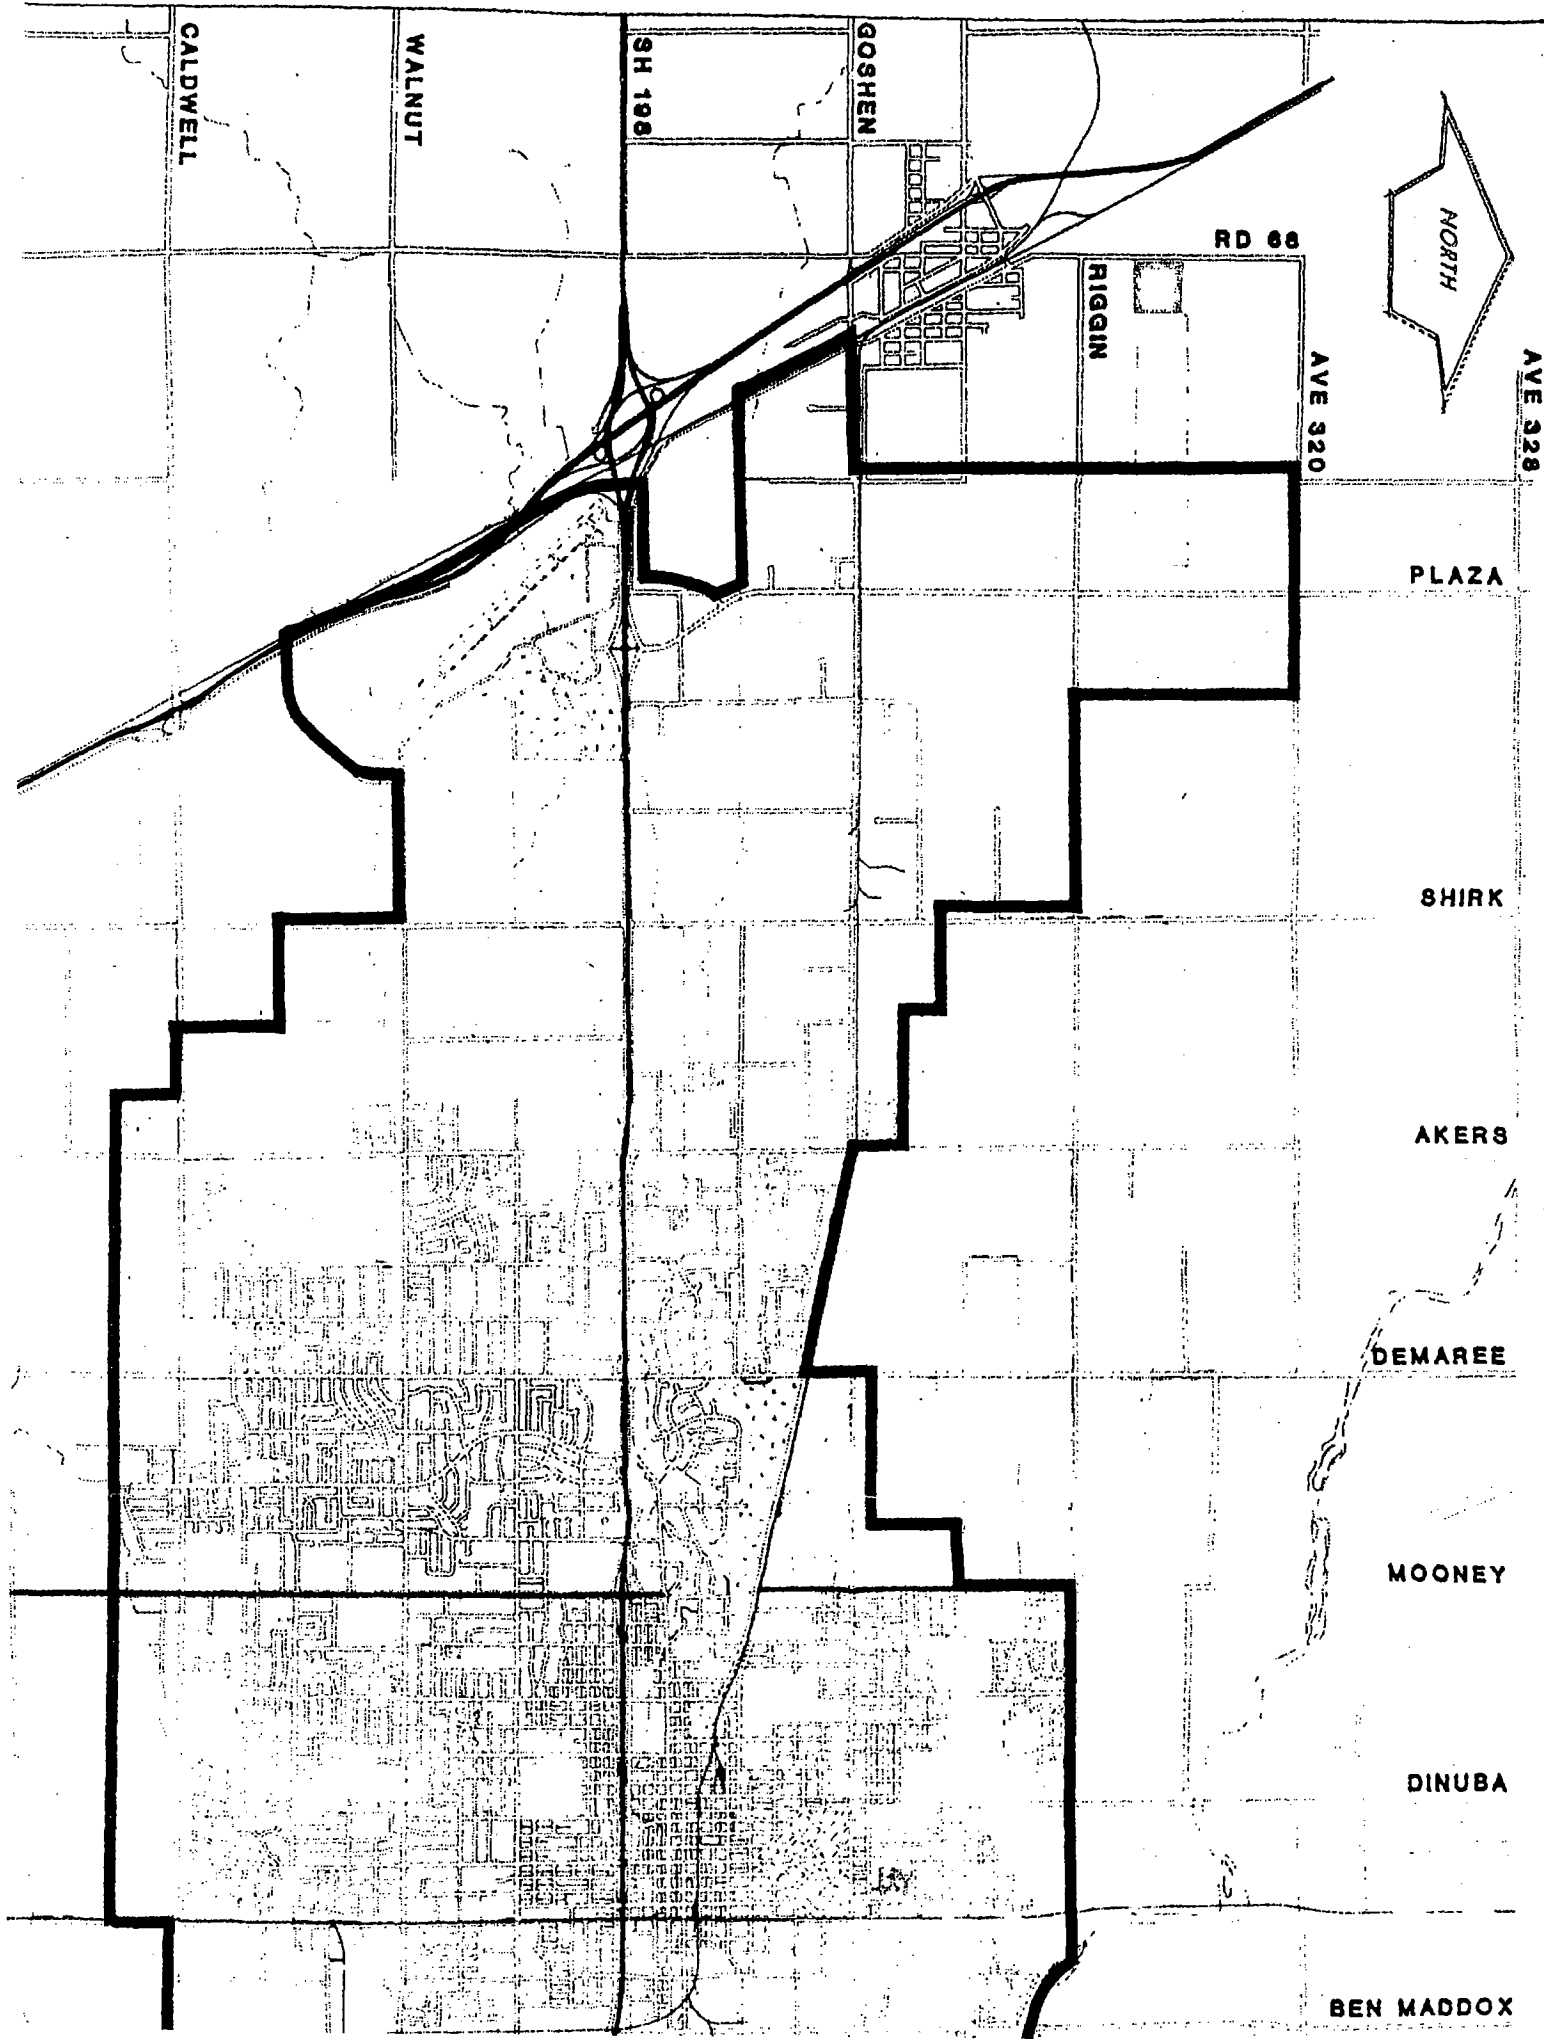 CALDWELL
WALNUT
SH 198
GOSHEN
NORTH
RD 68
RIGGIN
AVE 320
AVE 328
PLAZA
SHIRK
AKERS
DEMAREE
MOONEY
DINUBA
BEN MADDOX